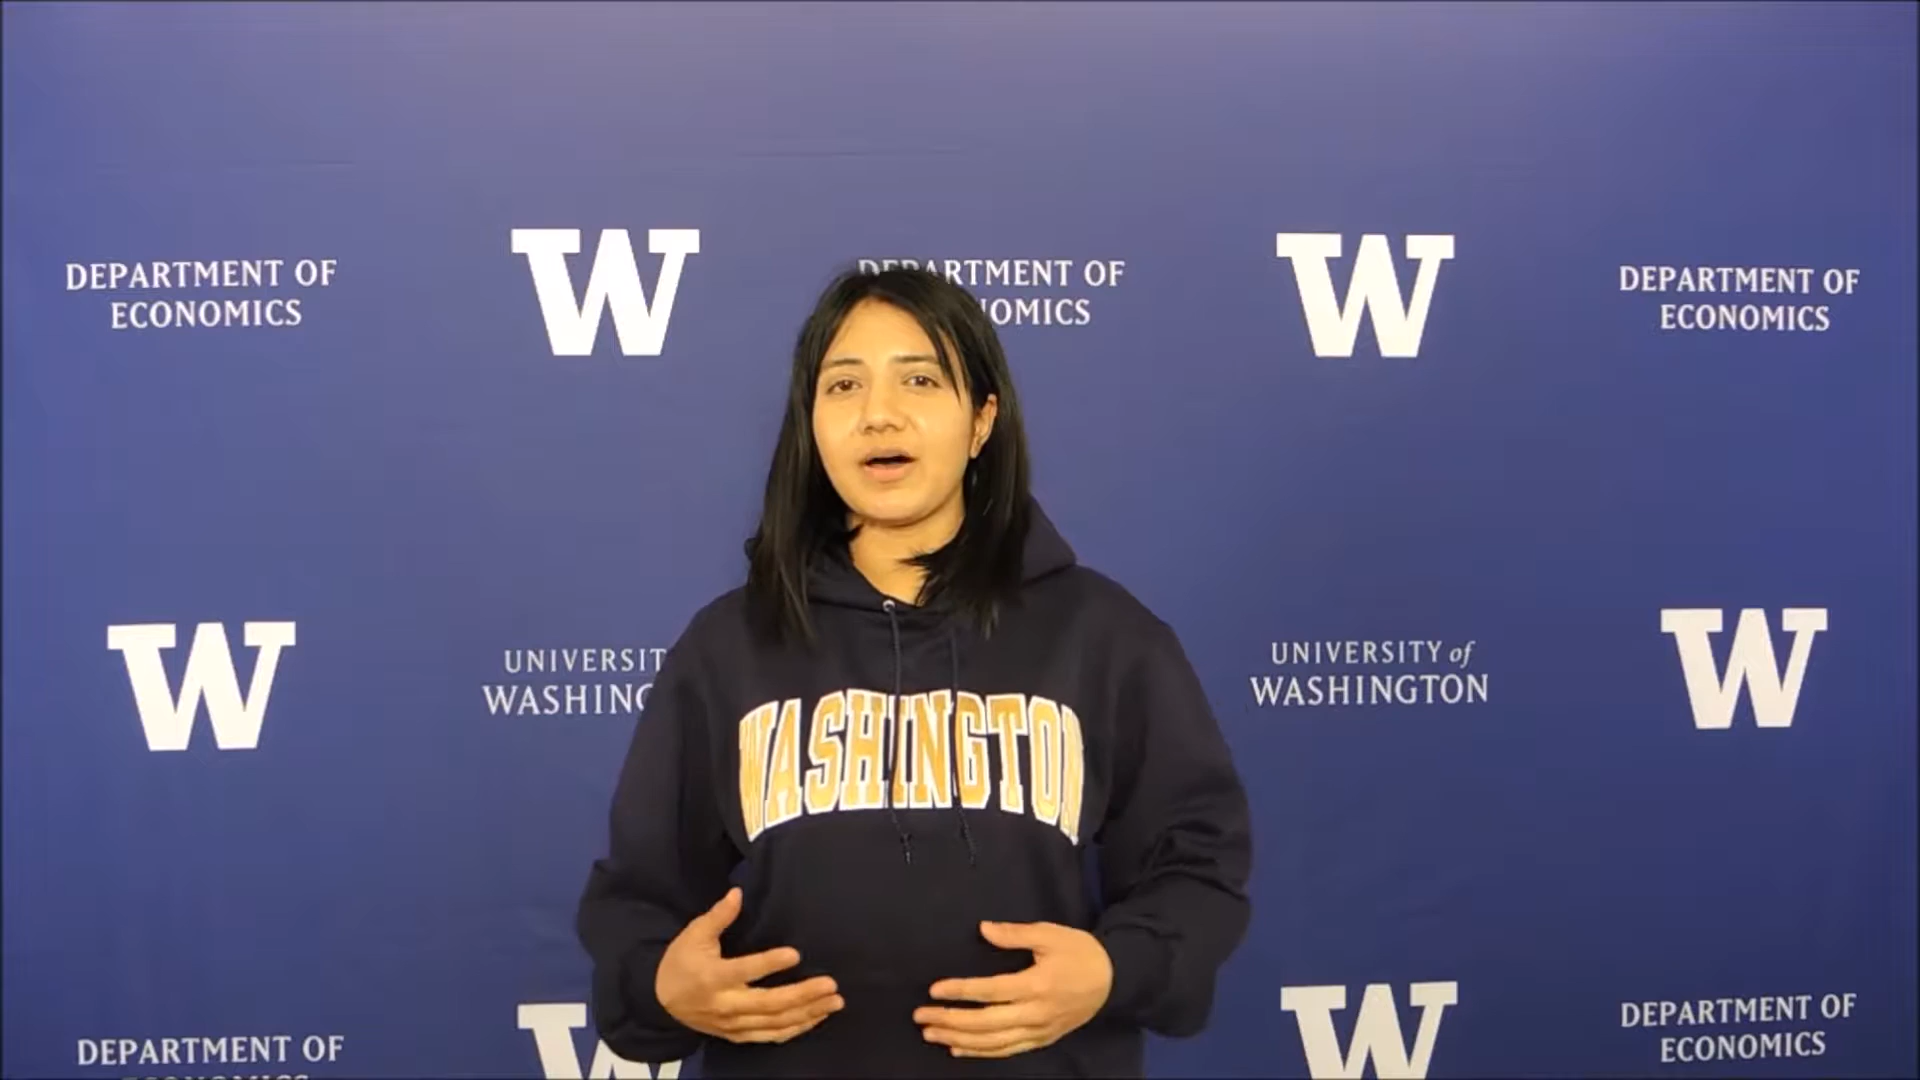 DEPARTMENT OF
ECONOMICS
W
DEPARTMENT OF
W
DEPARTMENT OF
ECONOMICS
W
UNIVERSITY of
WASHINGTON
W
WASHINGTON
DEPARTMENT OF
W
W
DEPARTMENT OF
ECONOMICS